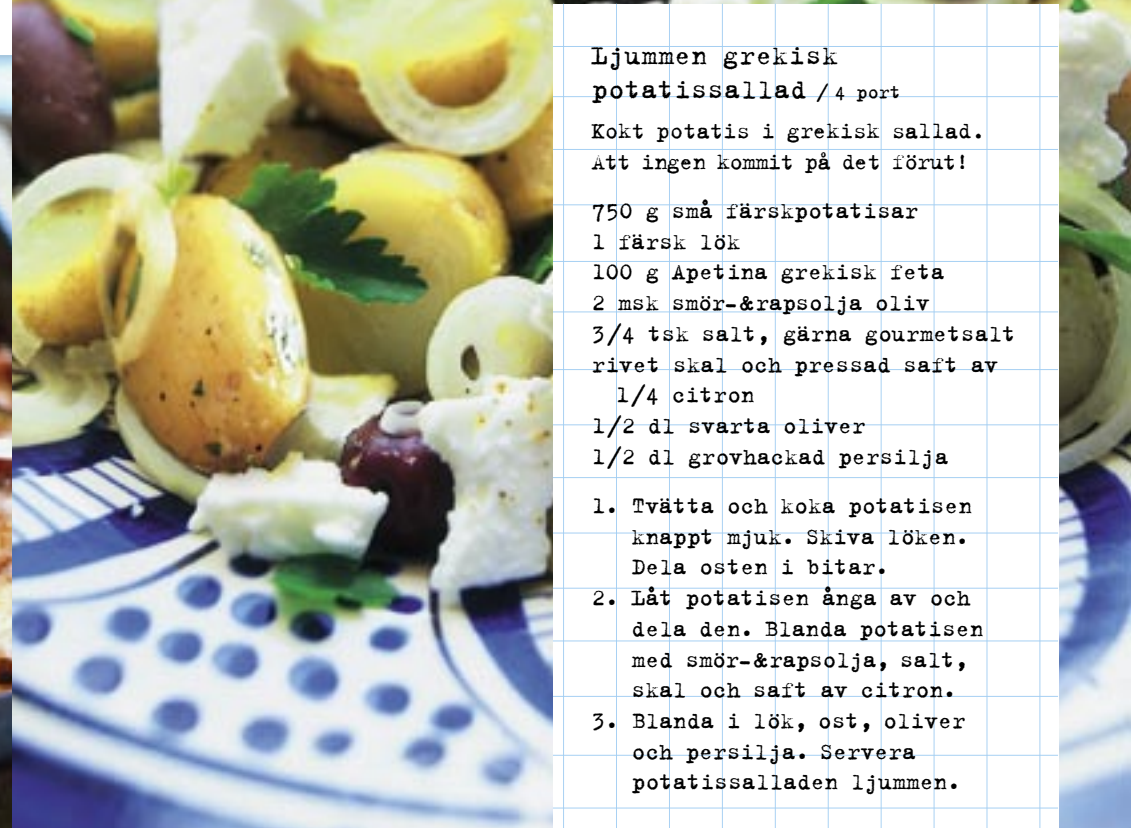 Ljummen grekisk
potatissallad / 4 port
Kokt potatis i grekisk sallad.
Att ingen kommit på det förut!
750 g små färskpotatisar
1 färsk lök
100 g Apetina grekisk feta
2 msk smör-&rapsolja oliv
3/4 tsk salt, gärna gourmetsalt
rivet skal och pressad saft av
1/4 citron
1/2 dl svarta oliver
1/2 dl grovhackad persilja
1. Tvätta och koka potatisen
knappt mjuk. Skiva löken.
Dela osten i bitar.
2. Låt potatisen ånga av och
dela den. Blanda potatisen
med smör-&rapsolja, salt,
skal och saft av citron.
3. Blanda i lök, ost, oliver
och persilja. Servera
potatissalladen ljummen.